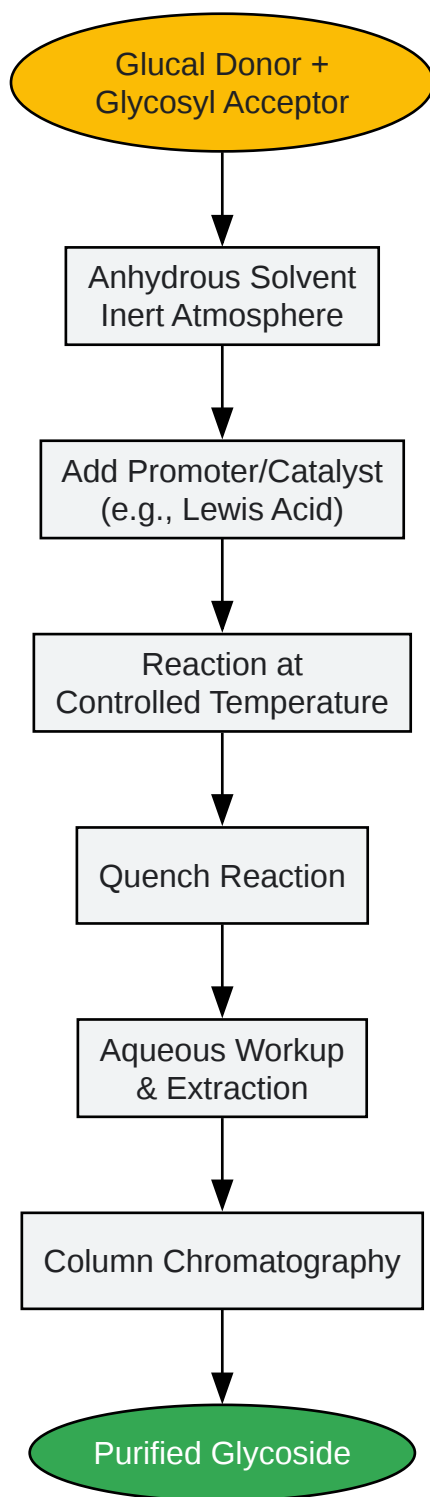 Glucal Donor +
Glycosyl Acceptor
Anhydrous Solvent
Inert Atmosphere
Add Promoter/Catalyst
(e.g., Lewis Acid)
Reaction at
Controlled Temperature
Quench Reaction
Aqueous Workup
& Extraction
Column Chromatography
Purified Glycoside